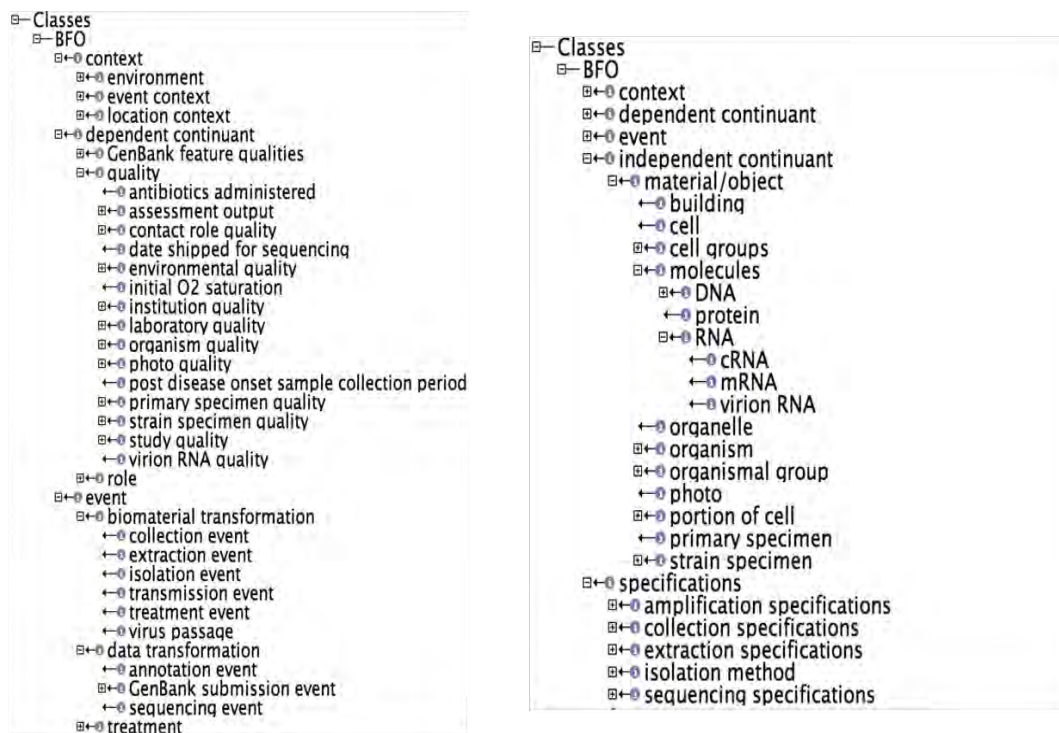 Classes
BFO
context
environment
event context
location context
dependent continuant
GenBank feature qualities
quality
antibiotics administered
assessment output
contact role quality
date shipped for sequencing
environmental quality
initial O2 saturation
institution quality
laboratory quality
organism quality
photo quality
post disease onset sample collection period
primary specimen quality
strain specimen quality
study quality
virion RNA quality
role
event
biomaterial transformation
collection event
extraction event
isolation event
transmission event
treatment event
virus passage
data transformation
annotation event
GenBank submission event
sequencing event
treatment
Classes
BFO
context
dependent continuant
event
independent continuant
material/object
building
cell
cell groups
molecules
DNA
protein
RNA
cRNA
mRNA
virion RNA
organelle
organism
organismal group
photo
portion of cell
primary specimen
strain specimen
specifications
amplification specifications
collection specifications
extraction specifications
isolation method
sequencing specifications